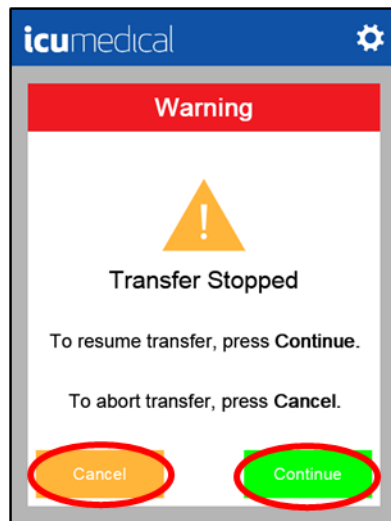 icumedical
Warning
!
Transfer Stopped
To resume transfer, press Continue.
To abort transfer, press Cancel.
Cancel Continue